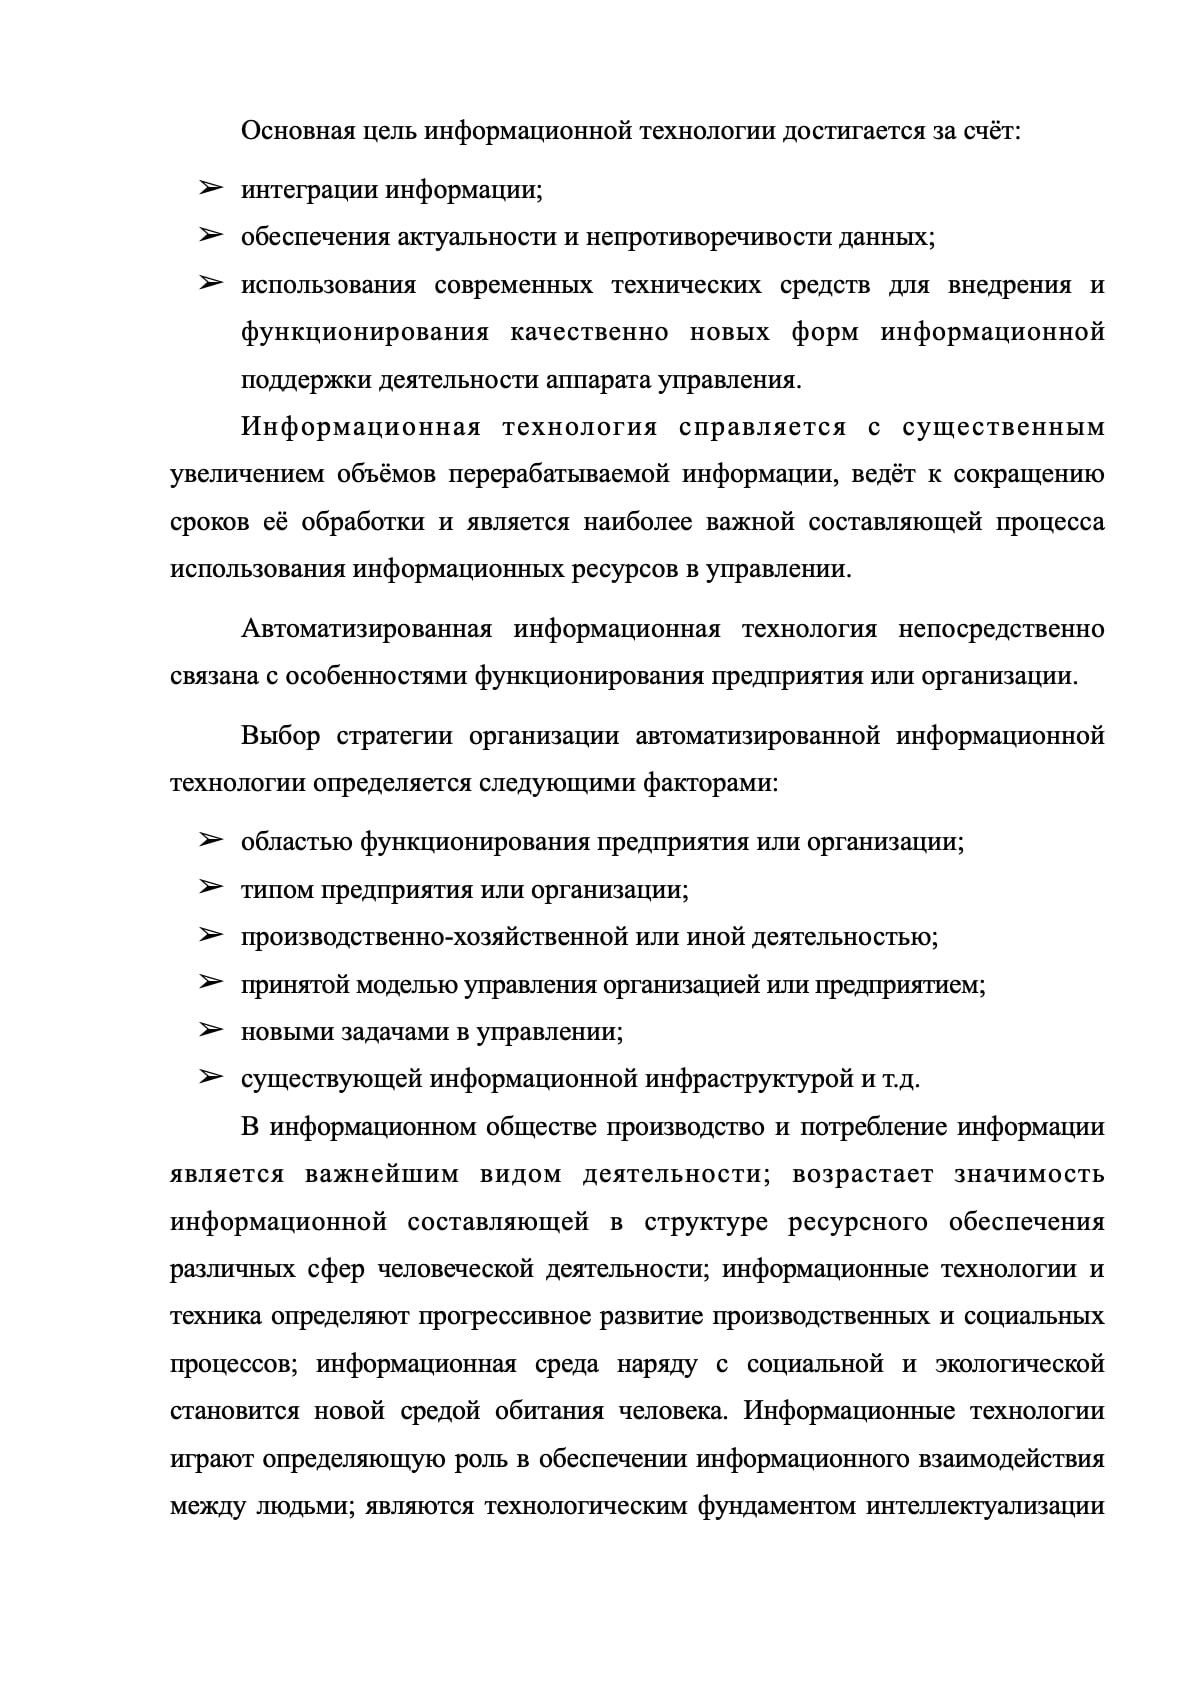 Основная цель информационной технологии достигается за счёт:
➢ интеграции информации;
➢ обеспечения актуальности и непротиворечивости данных;
➢ использования современных технических средств для внедрения и
функционирования качественно новых форм информационной
поддержки деятельности аппарата управления.
Информационная технология справляется с существенным
увеличением объёмов перерабатываемой информации, ведёт к сокращению
сроков её обработки и является наиболее важной составляющей процесса
использования информационных ресурсов в управлении.
Автоматизированная информационная технология непосредственно
связана с особенностями функционирования предприятия или организации.
Выбор стратегии организации автоматизированной информационной
технологии определяется следующими факторами:
➢ областью функционирования предприятия или организации;
➢ типом предприятия или организации;
➢ производственно-хозяйственной или иной деятельностью;
➢ принятой моделью управления организацией или предприятием;
➢ новыми задачами в управлении;
➢ существующей информационной инфраструктурой и т.д.
В информационном обществе производство и потребление информации
является важнейшим видом деятельности; возрастает значимость
информационной составляющей в структуре ресурсного обеспечения
различных сфер человеческой деятельности; информационные технологии и
техника определяют прогрессивное развитие производственных и социальных
процессов; информационная среда наряду с социальной и экологической
становится новой средой обитания человека. Информационные технологии
играют определяющую роль в обеспечении информационного взаимодействия
между людьми; являются технологическим фундаментом интеллектуализации